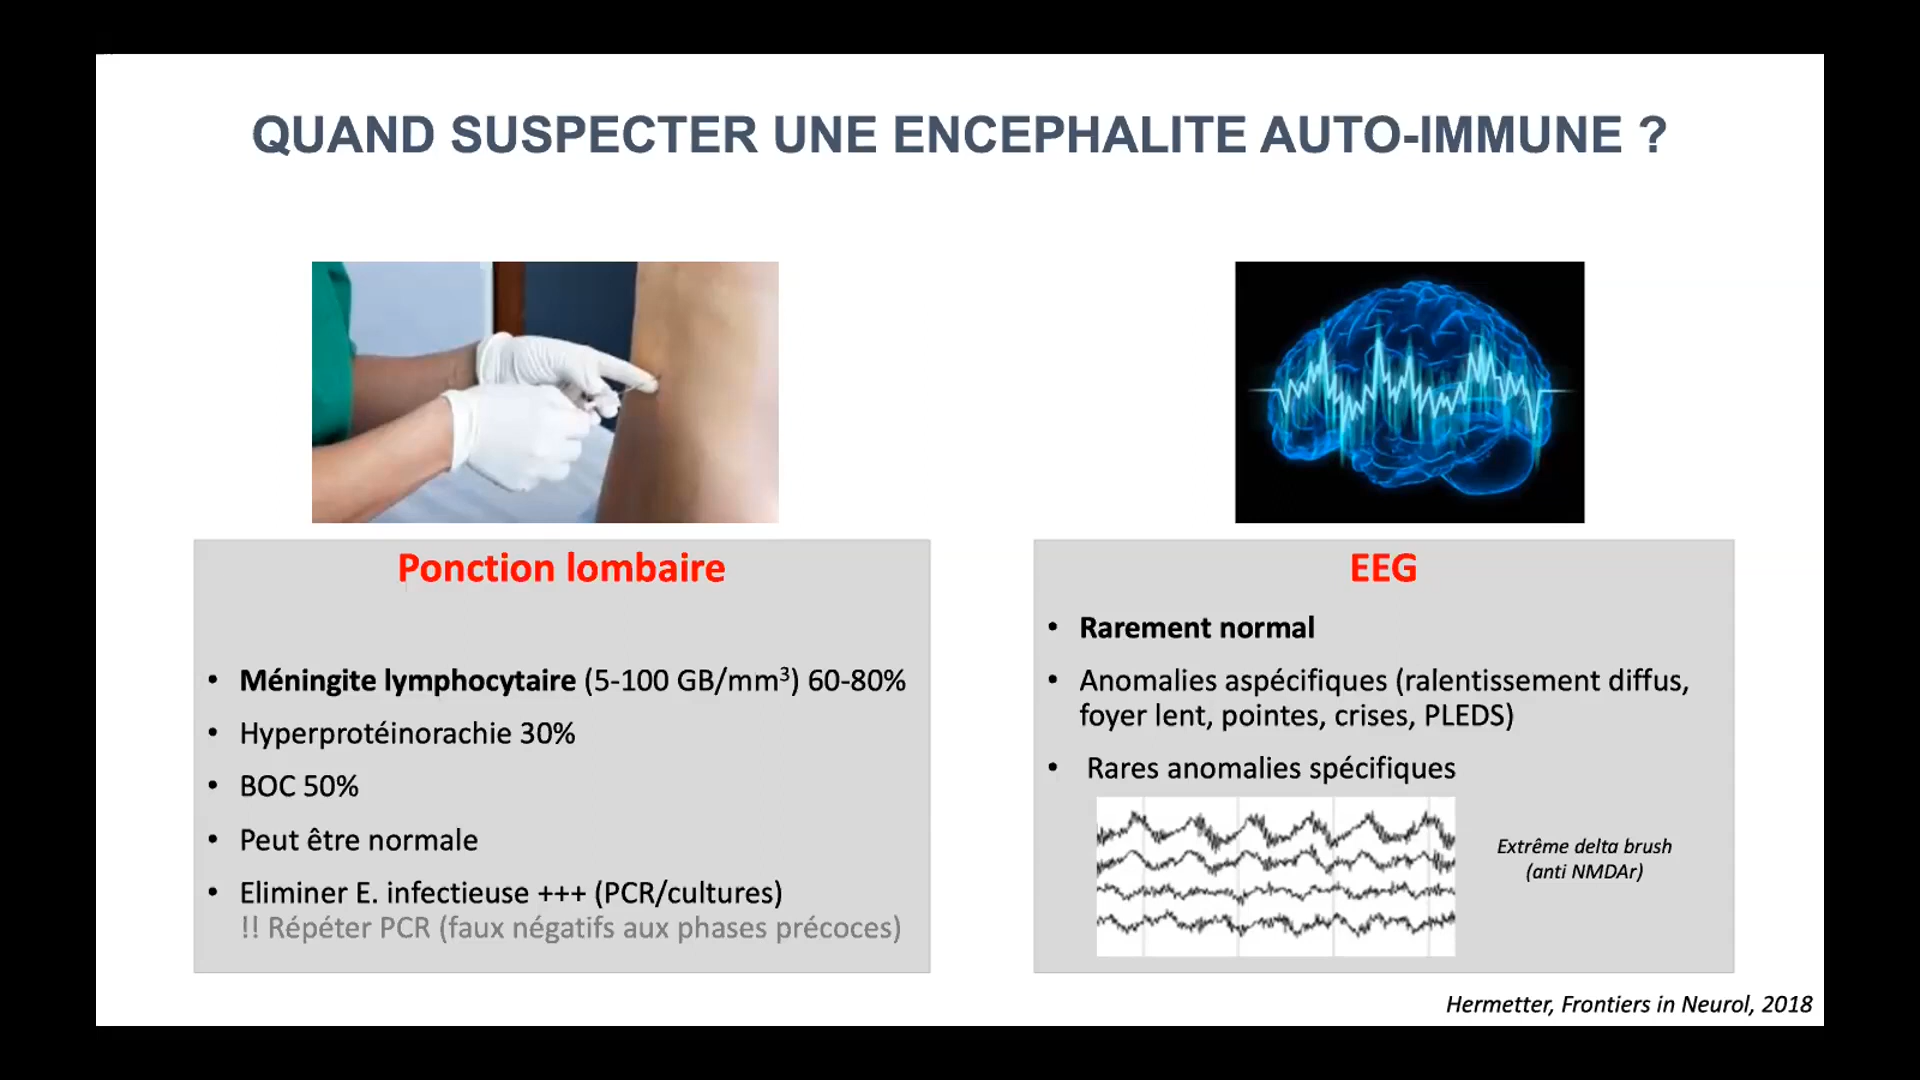 QUAND SUSPECTER UNE ENCEPHALITE AUTO-IMMUNE ?
Ponction lombaire
• Méningite lymphocytaire (5-100 GB/mm³) 60-80%
• Hyperprotéinorachie 30%
• BOC 50%
• Peut être normale
• Eliminer E. infectieuse +++ (PCR/cultures)
!! Répéter PCR (faux négatifs aux phases précoces)
EEG
• Rarement normal
• Anomalies aspécifiques (ralentissement diffus,
foyer lent, pointes, crises, PLEDS)
• Rares anomalies spécifiques
Extrême delta brush
(anti NMDAr)
Hermetter, Frontiers in Neurol, 2018